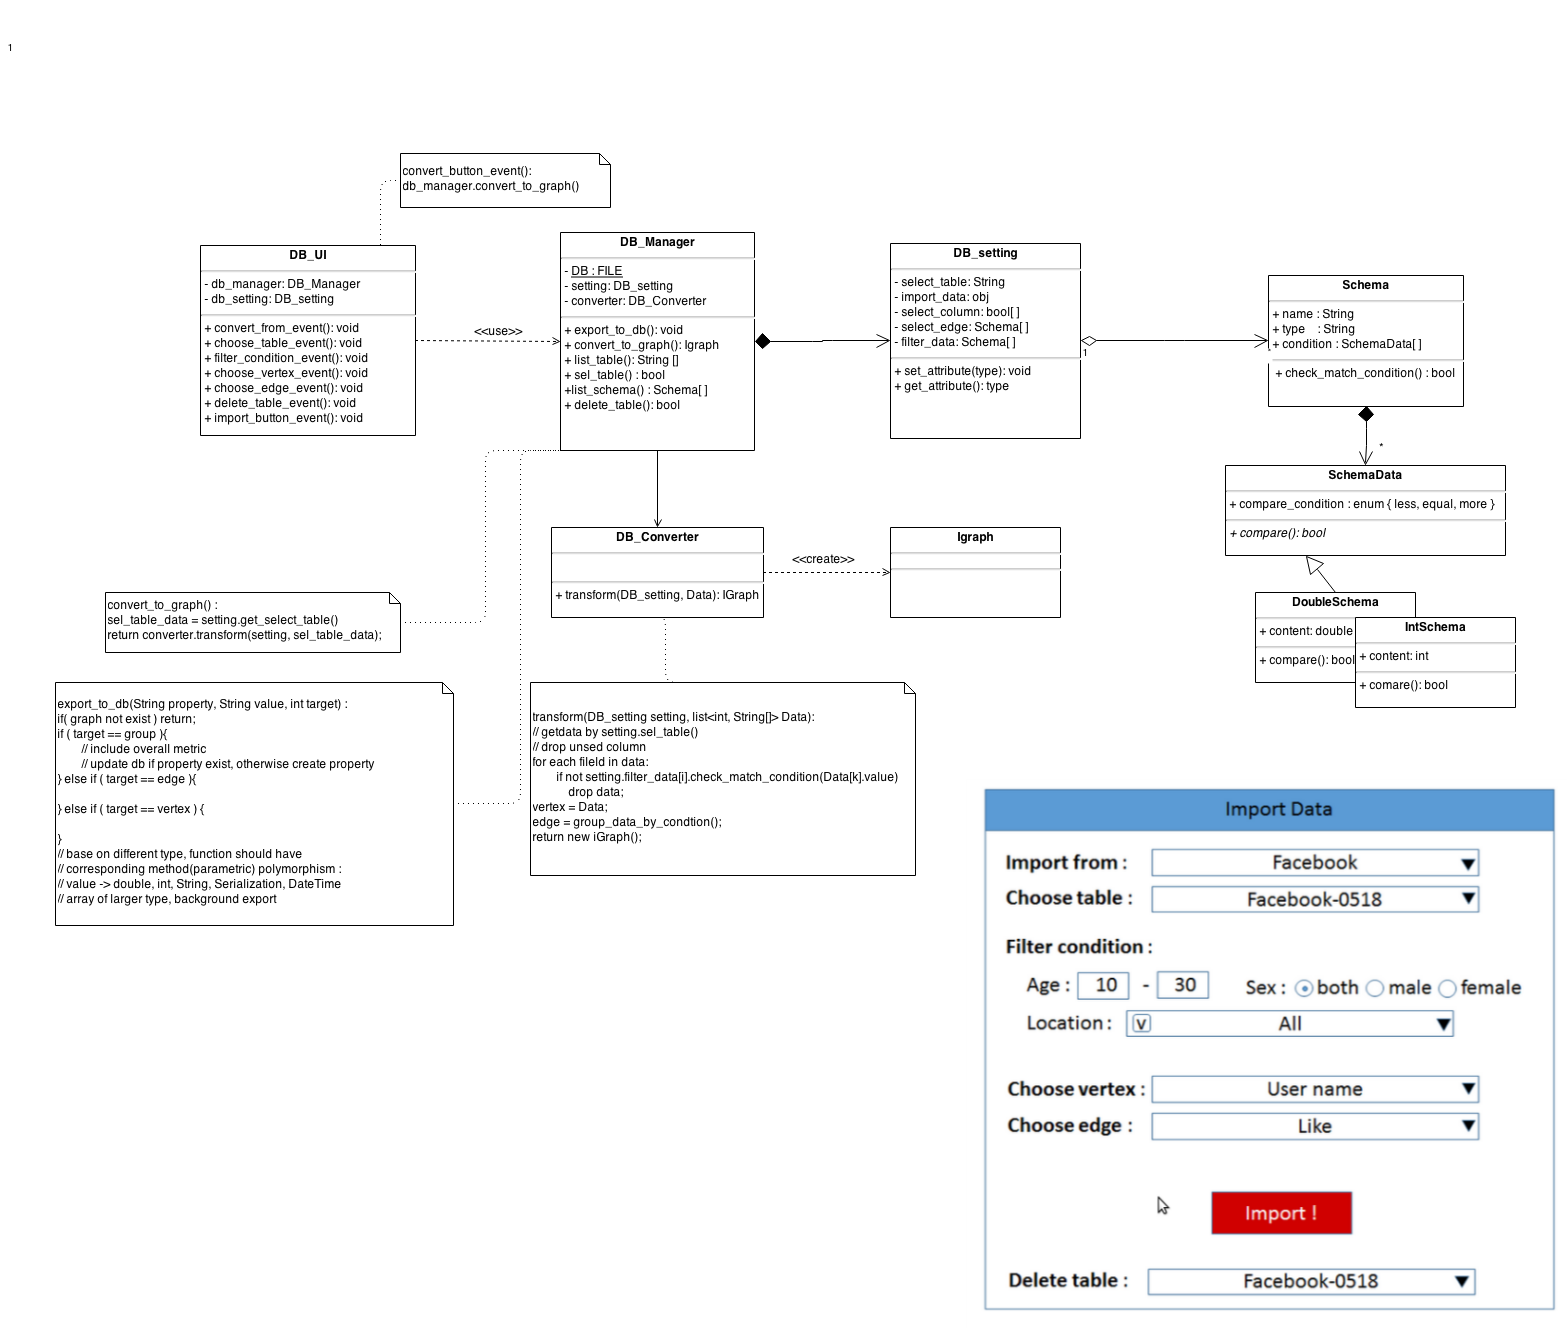 1
convert_button_event():
db_manager.convert_to_graph()
DB_UI
- db_manager: DB_Manager
- db_setting: DB_setting
+ convert_from_event(): void
+ choose_table_event(): void
+ filter_condition_event(): void
+ choose_vertex_event(): void
+ choose_edge_event(): void
+ delete_table_event(): void
+ import_button_event(): void
<<use>>
DB_Manager
- DB : FILE
- setting: DB_setting
- converter: DB_Converter
+ export_to_db(): void
+ convert_to_graph(): Igraph
+ list_table(): String []
+ sel_table() : bool
+list_schema() : Schema[ ]
+ delete_table(): bool
DB_setting
- select_table: String
- import_data: obj
- select_column: bool[ ]
- select_edge: Schema[ ]
- filter_data: Schema[ ]
+ set_attribute(type): void
+ get_attribute(): type
1
Schema
+ name : String
+ type : String
+ condition : SchemaData[ ]
+ check_match_condition() : bool
*
SchemaData
+ compare_condition : enum { less, equal, more }
+ compare(): bool
DoubleSchema
+ content: double
+ compare(): bool
IntSchema
+ content: int
+ comare(): bool
DB_Converter
+ transform(DB_setting, Data): IGraph
<<create>>
Igraph
convert_to_graph() :
sel_table_data = setting.get_select_table()
return converter.transform(setting, sel_table_data);
export_to_db(String property, String value, int target) :
if( graph not exist ) return;
if ( target == group ){
// include overall metric
// update db if property exist, otherwise create property
} else if ( target == edge ){
} else if ( target == vertex ) {
}
// base on different type, function should have
// corresponding method(parametric) polymorphism :
// value -> double, int, String, Serialization, DateTime
// array of larger type, background export
transform(DB_setting setting, list<int, String[]> Data):
// getdata by setting.sel_table()
// drop unsed column
for each fileId in data:
if not setting.filter_data[i].check_match_condition(Data[k].value)
drop data;
vertex = Data;
edge = group_data_by_condtion();
return new iGraph();
Import Data
Import from : Facebook
Choose table : Facebook-0518
Filter condition :
Age : 10 - 30 Sex : both male female
Location : v All
Choose vertex : User name
Choose edge : Like
Import !
Delete table : Facebook-0518